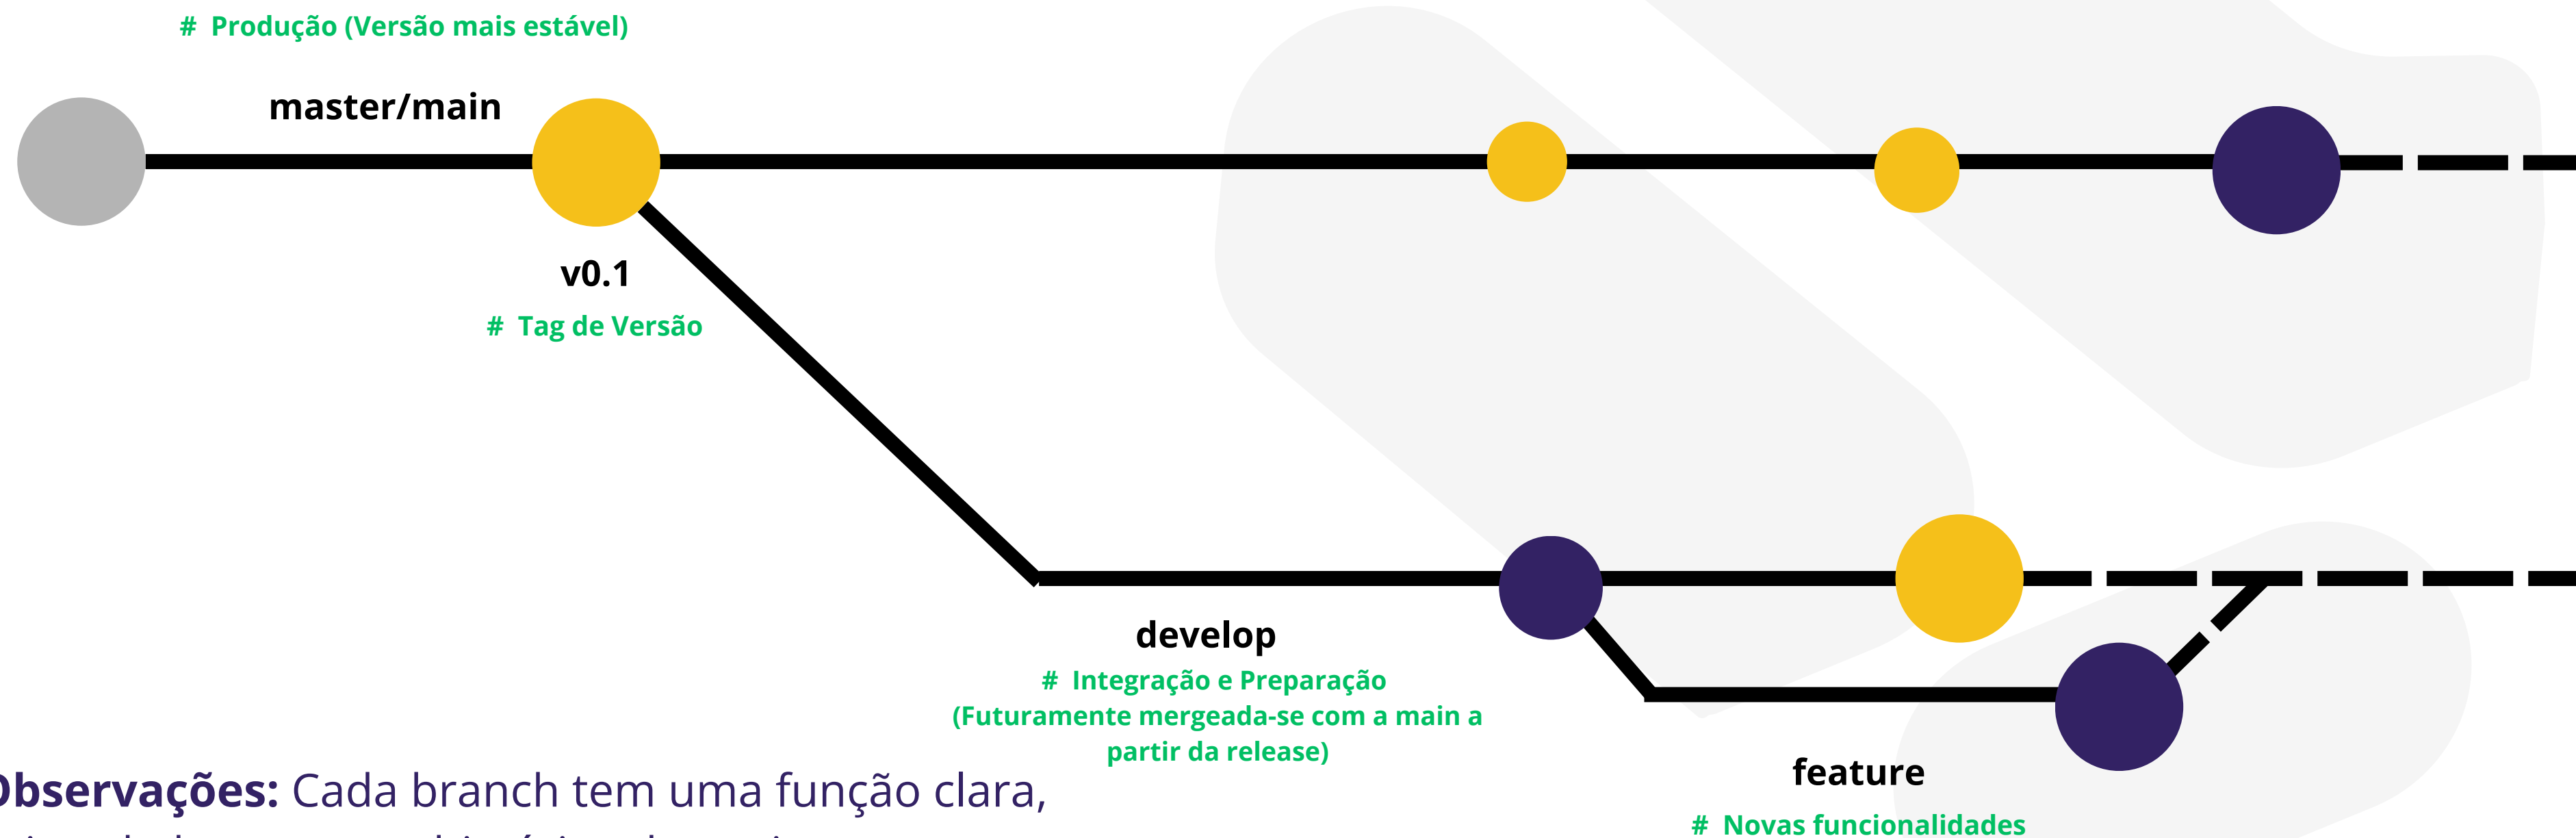 # Produção (Versão mais estável)
master/main
v0.1
# Tag de Versão
develop
# Integração e Preparação
(Futuramente mergeada-se com a main a
partir da release)
Observações: Cada branch tem uma função clara,
feature
# Novas funcionalidades